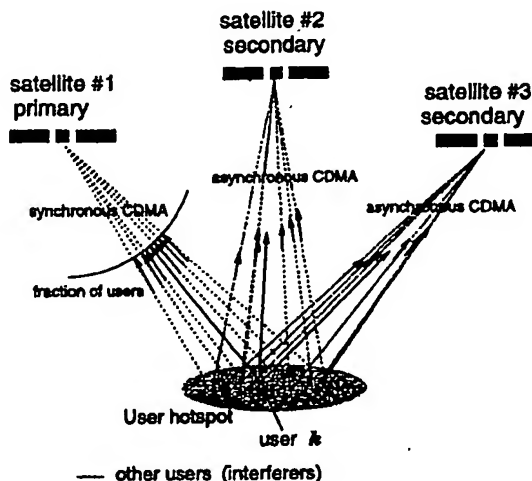 satellite #2
secondary
satellite #1
primary
satellite #3
secondary
synchronous CDMA
asynchronous CDMA
asynchronous CDMA
fraction of users
User hotspot
user k
other users (interferers)